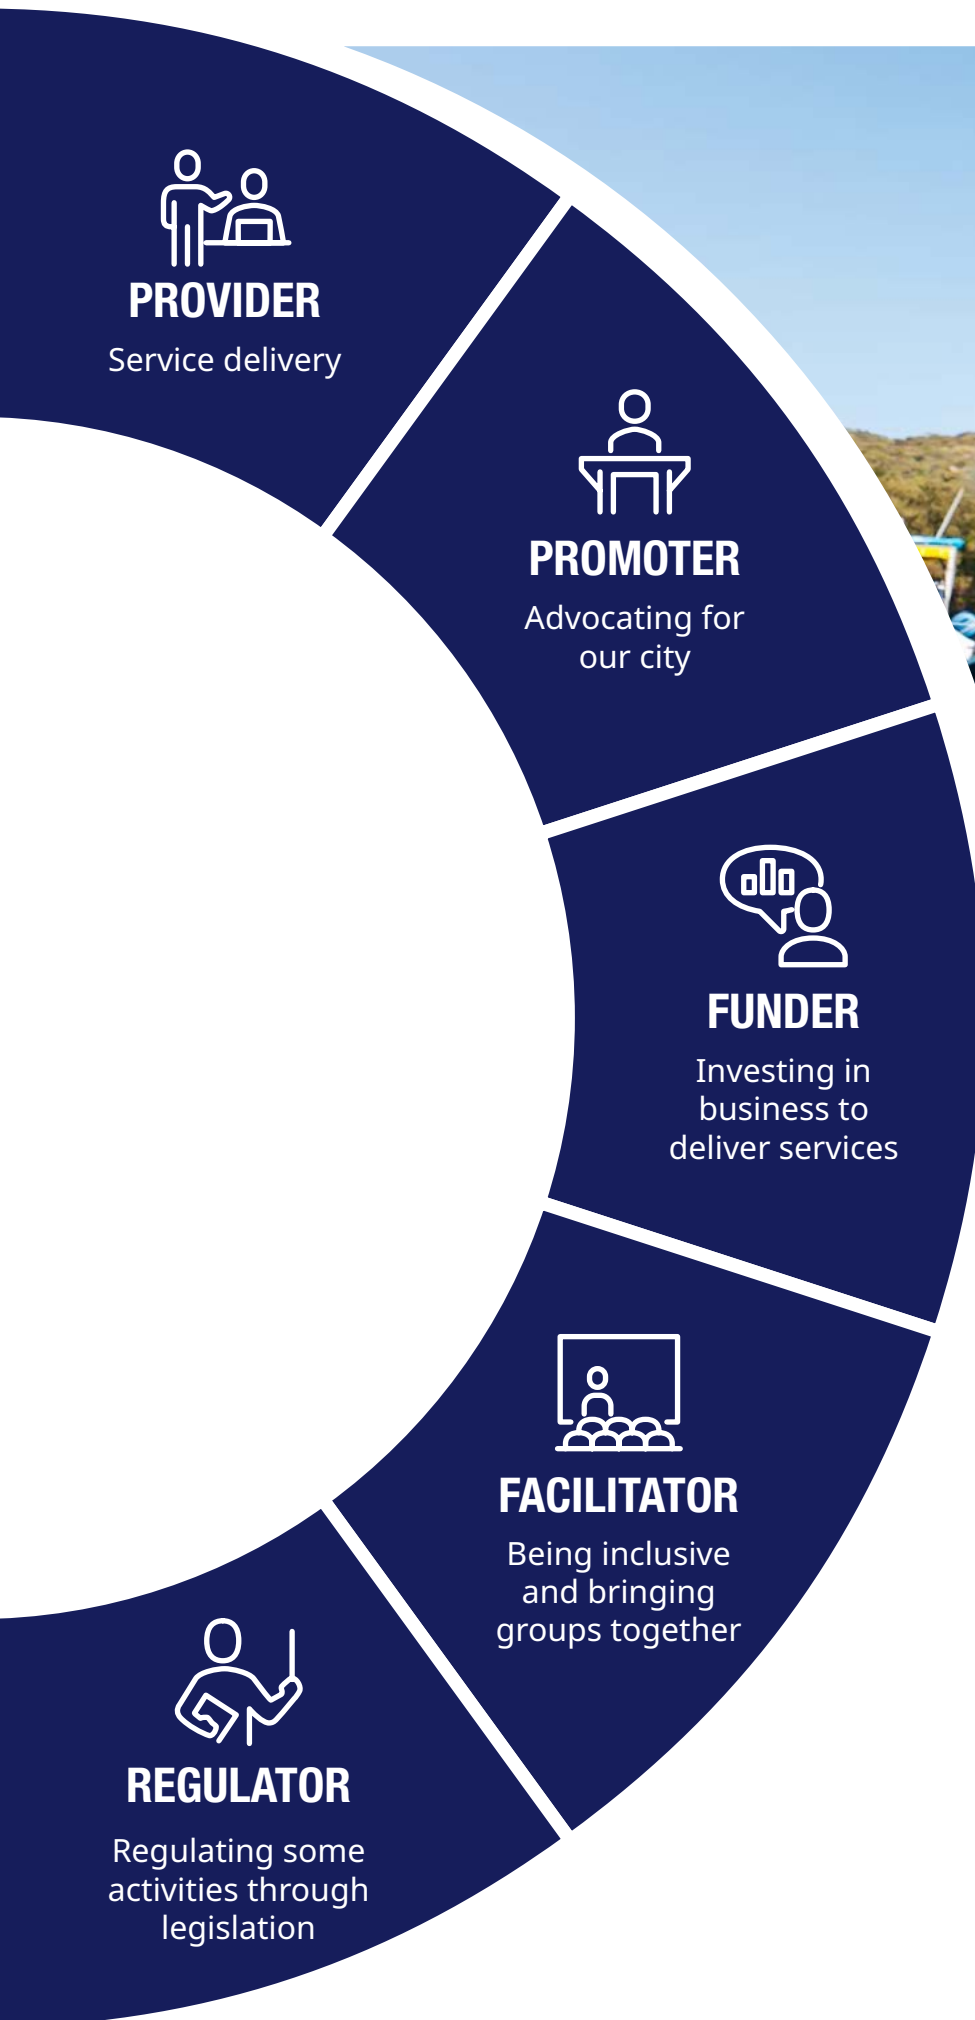 PROVIDER
Service delivery
PROMOTER
Advocating for
our city
FUNDER
Investing in
business to
deliver services
FACILITATOR
Being inclusive
and bringing
groups together
REGULATOR
Regulating some
activities through
legislation